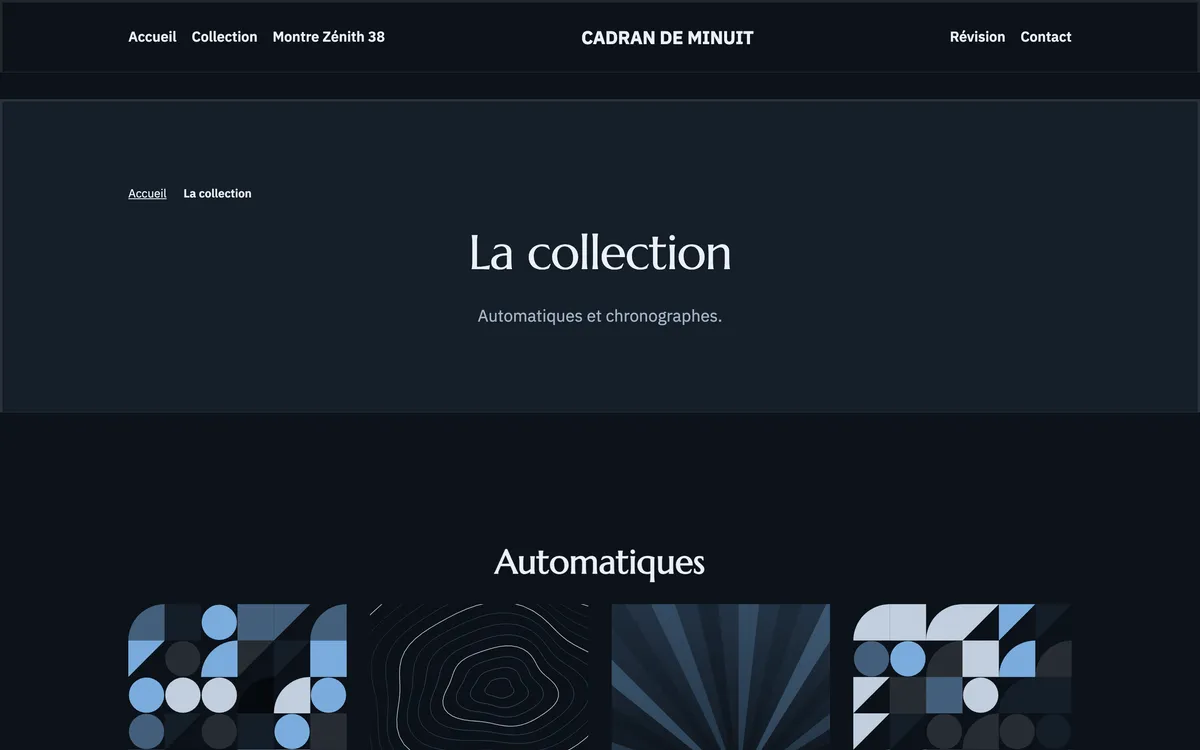 Accueil Collection Montre Zénith 38 CADRAN DE MINUIT Révision Contact
Accueil La collection
La collection
Automatiques et chronographes.
Automatiques